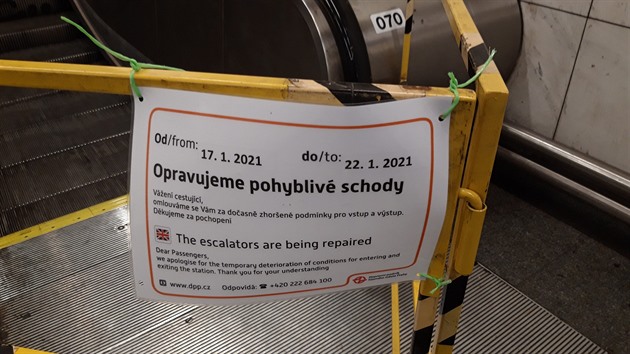 070
Od/from: 17. 1. 2021 do/to: 22. 1. 2021
Opravujeme pohyblivé schody
Vážení cestující,
omlouváme se Vám za dočasně zhoršené podmínky pro vstup a výstup.
Děkujeme za pochopení
The escalators are being repaired
Dear Passengers,
we apologise for the temporary deterioration of conditions for entering and
exiting the station. Thank you for your understanding
www.dpp.cz Odpovídá: ☎ +420 222 684 100